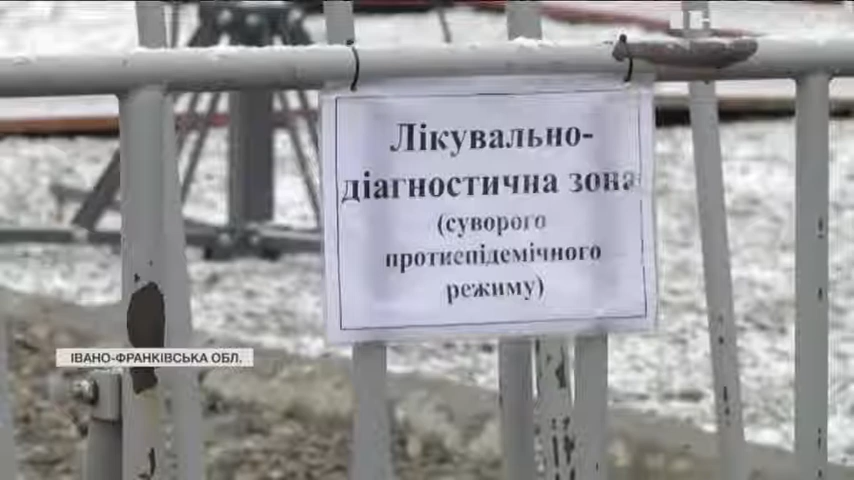 Лікувально-
діагностична зона
(суворого
протиепідемічного
режиму)
ІВАНО-ФРАНКІВСЬКА ОБЛ.